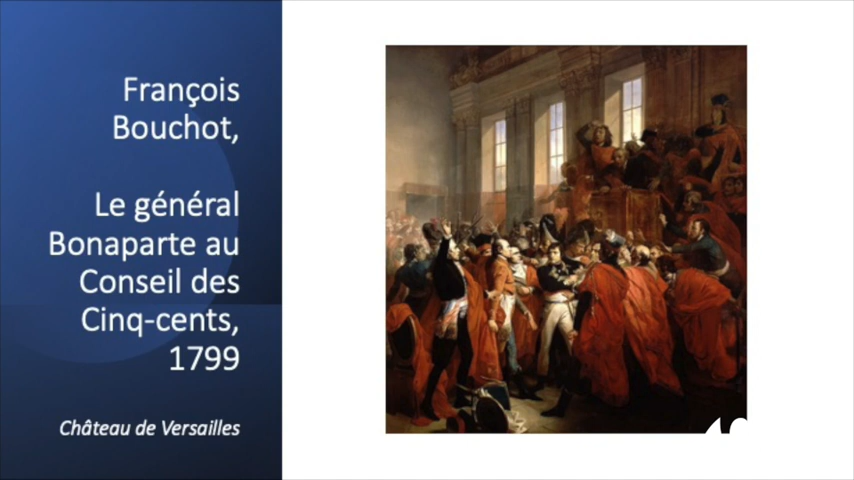 François
Bouchot,
Le général
Bonaparte au
Conseil des
Cinq-cents,
1799
Château de Versailles